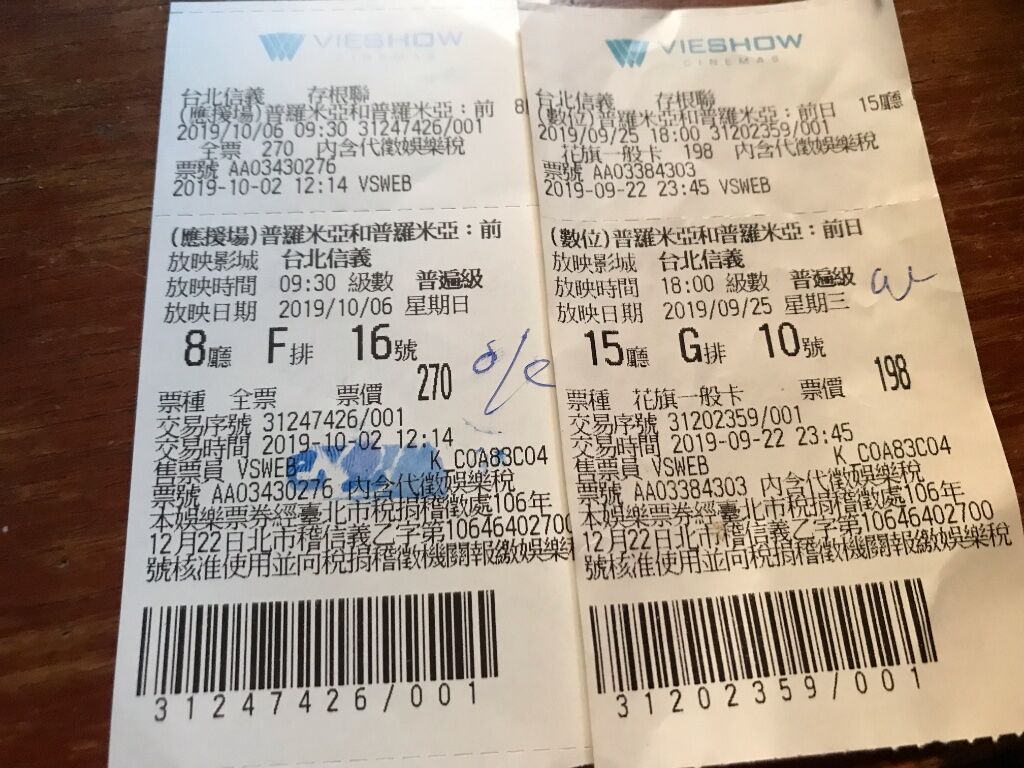 VIESHOW
CINEMAS
台北信義 存根聯
(應援場)普羅米亞和普羅米亞：前 8
2019/10/06 09:30 31247426/001
全票 270 內含代徵娛樂稅
票號 AA03430276
2019-10-02 12:14 VSWEB
(應援場)普羅米亞和普羅米亞：前
放映影城 台北信義
放映時間 09:30 級數 普遍級
放映日期 2019/10/06 星期日
8廳 F排 16號
票種 全票 票價 270
交易序號 31247426/001
交易時間 2019-10-02 12:14
售票員 VSWEB K_C0A83C04
票號 AA03430276 內含代徵娛樂稅
本娛樂票券經臺北市稅捐稽徵處106年
12月22日北市稽信義乙字第10646402700
號核准使用並向稅捐稽徵機關報繳娛樂
31247426/001
VIESHOW
CINEMAS
台北信義 存根聯
(數位)普羅米亞和普羅米亞：前日 15廳
2019/09/25 18:00 31202359/001
花旗一般卡 198 內含代徵娛樂稅
票號 AA03384303
2019-09-22 23:45 VSWEB
(數位)普羅米亞和普羅米亞：前日
放映影城 台北信義
放映時間 18:00 級數 普遍級
放映日期 2019/09/25 星期三
15廳 G排 10號
票種 花旗一般卡 票價 198
交易序號 31202359/001
交易時間 2019-09-22 23:45
售票員 VSWEB K_C0A83C04
票號 AA03384303 內含代徵娛樂稅
本娛樂票券經臺北市稅捐稽徵處106年
12月22日北市稽信義乙字第10646402700
號核准使用並向稅捐稽徵機關報繳娛樂稅
31202359/001